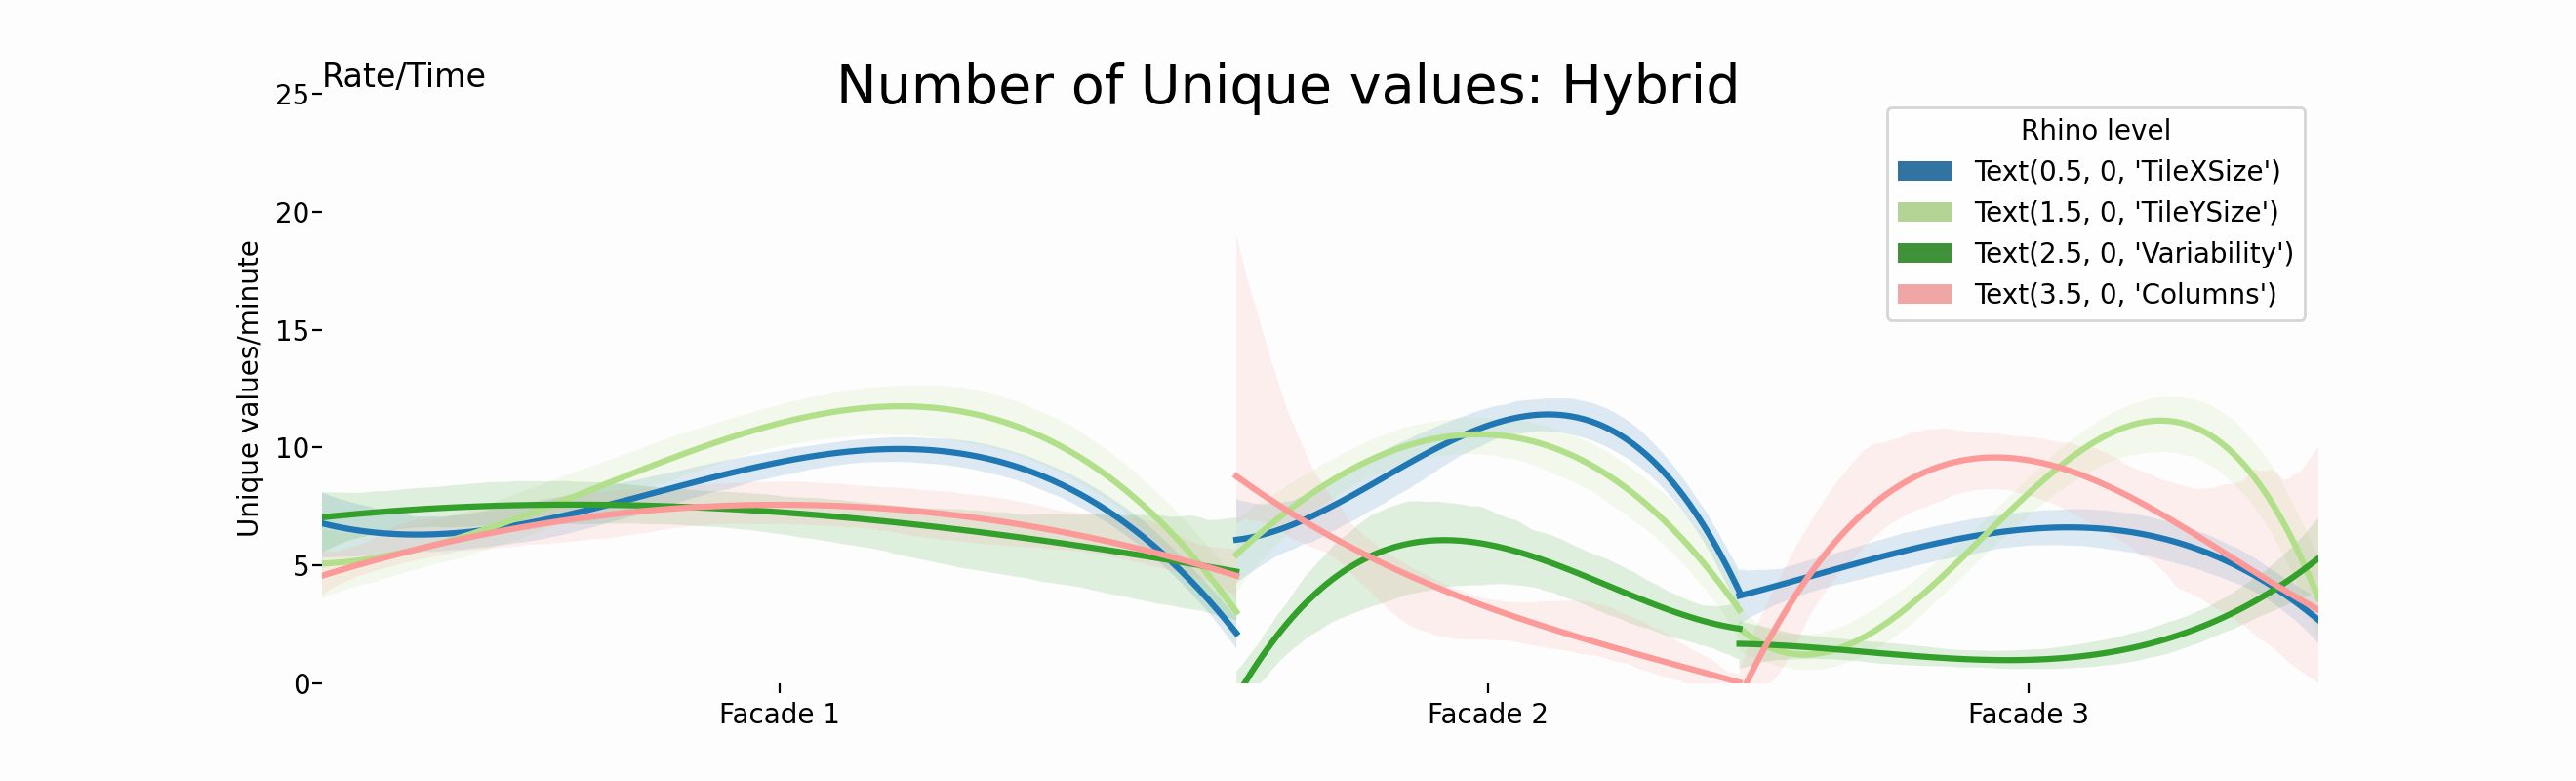 Rate/Time
Number of Unique values: Hybrid
25
20
15
10
5
0
Unique values/minute
Rhino level
Text(0.5, 0, 'TileXSize')
Text(1.5, 0, 'TileYSize')
Text(2.5, 0, 'Variability')
Text(3.5, 0, 'Columns')
Facade 1
Facade 2
Facade 3